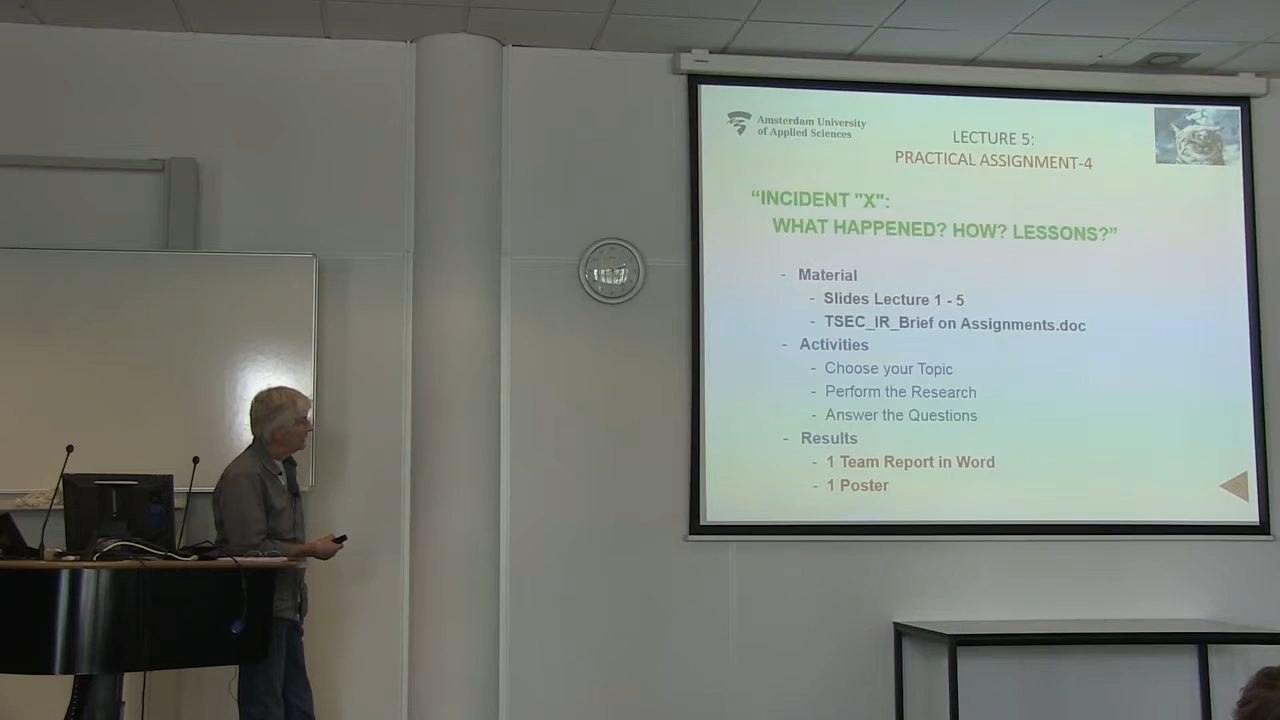 Amsterdam University
of Applied Sciences
LECTURE 5:
PRACTICAL ASSIGNMENT-4
“INCIDENT "X":
WHAT HAPPENED? HOW? LESSONS?”
- Material
- Slides Lecture 1 - 5
- TSEC_IR_Brief on Assignments.doc
- Activities
- Choose your Topic
- Perform the Research
- Answer the Questions
- Results
- 1 Team Report in Word
- 1 Poster